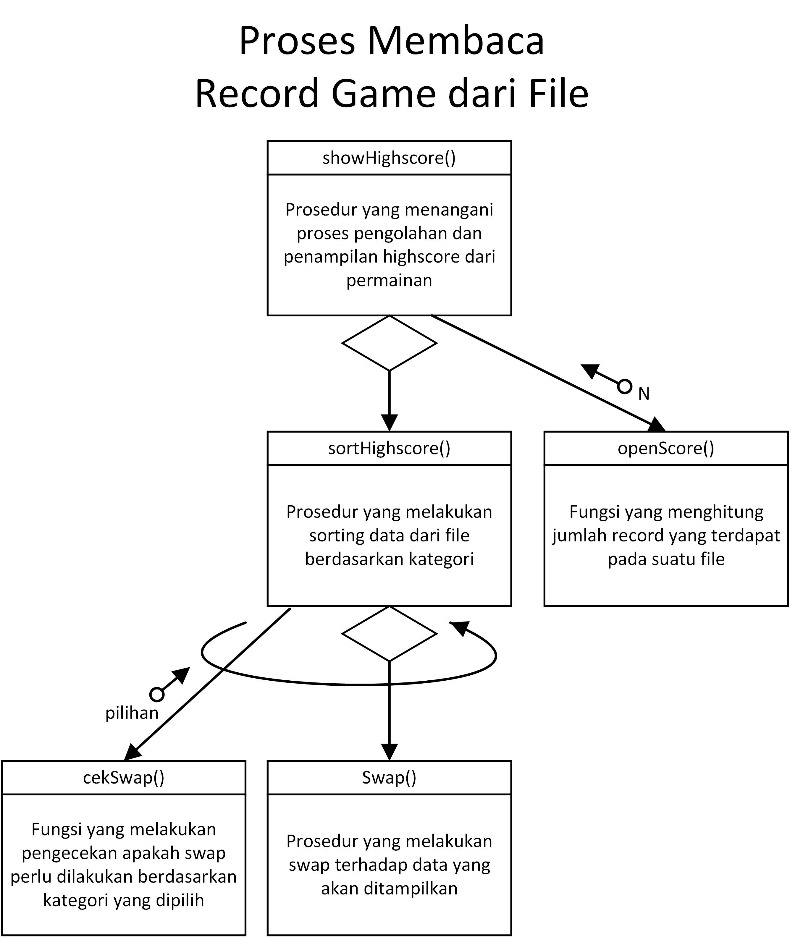 Proses Membaca
Record Game dari File
showHighscore()
Prosedur yang menangani
proses pengolahan dan
penampilan highscore dari
permainan
N
sortHighscore()
Prosedur yang melakukan
sorting data dari file
berdasarkan kategori
openScore()
Fungsi yang menghitung
jumlah record yang terdapat
pada suatu file
pilihan
cekSwap()
Fungsi yang melakukan
pengecekan apakah swap
perlu dilakukan berdasarkan
kategori yang dipilih
Swap()
Prosedur yang melakukan
swap terhadap data yang
akan ditampilkan